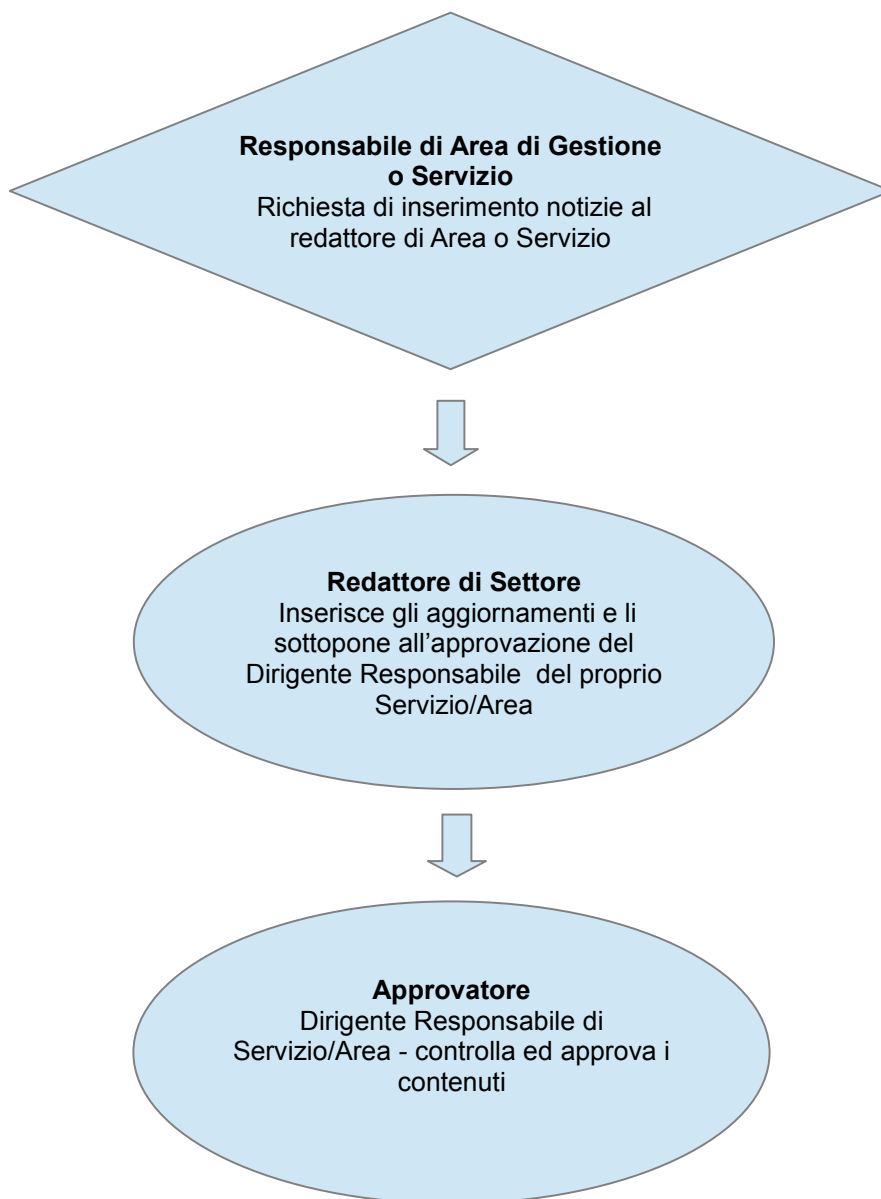 Responsabile di Area di Gestione
o Servizio
Richiesta di inserimento notizie al
redattore di Area o Servizio
Redattore di Settore
Inserisce gli aggiornamenti e li
sottopone all’approvazione del
Dirigente Responsabile  del proprio
Servizio/Area
Approvatore
Dirigente Responsabile di
Servizio/Area - controlla ed approva i
contenuti